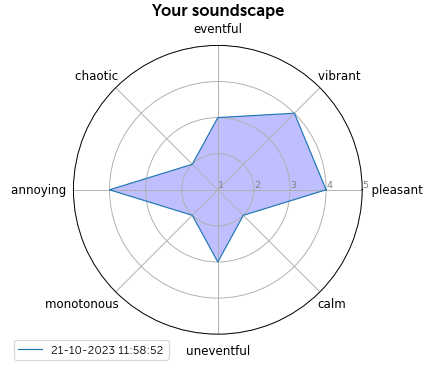 Your soundscape
eventful
chaotic
vibrant
annoying
1
2
3
4
5
pleasant
monotonous
calm
21-10-2023 11:58:52
uneventful